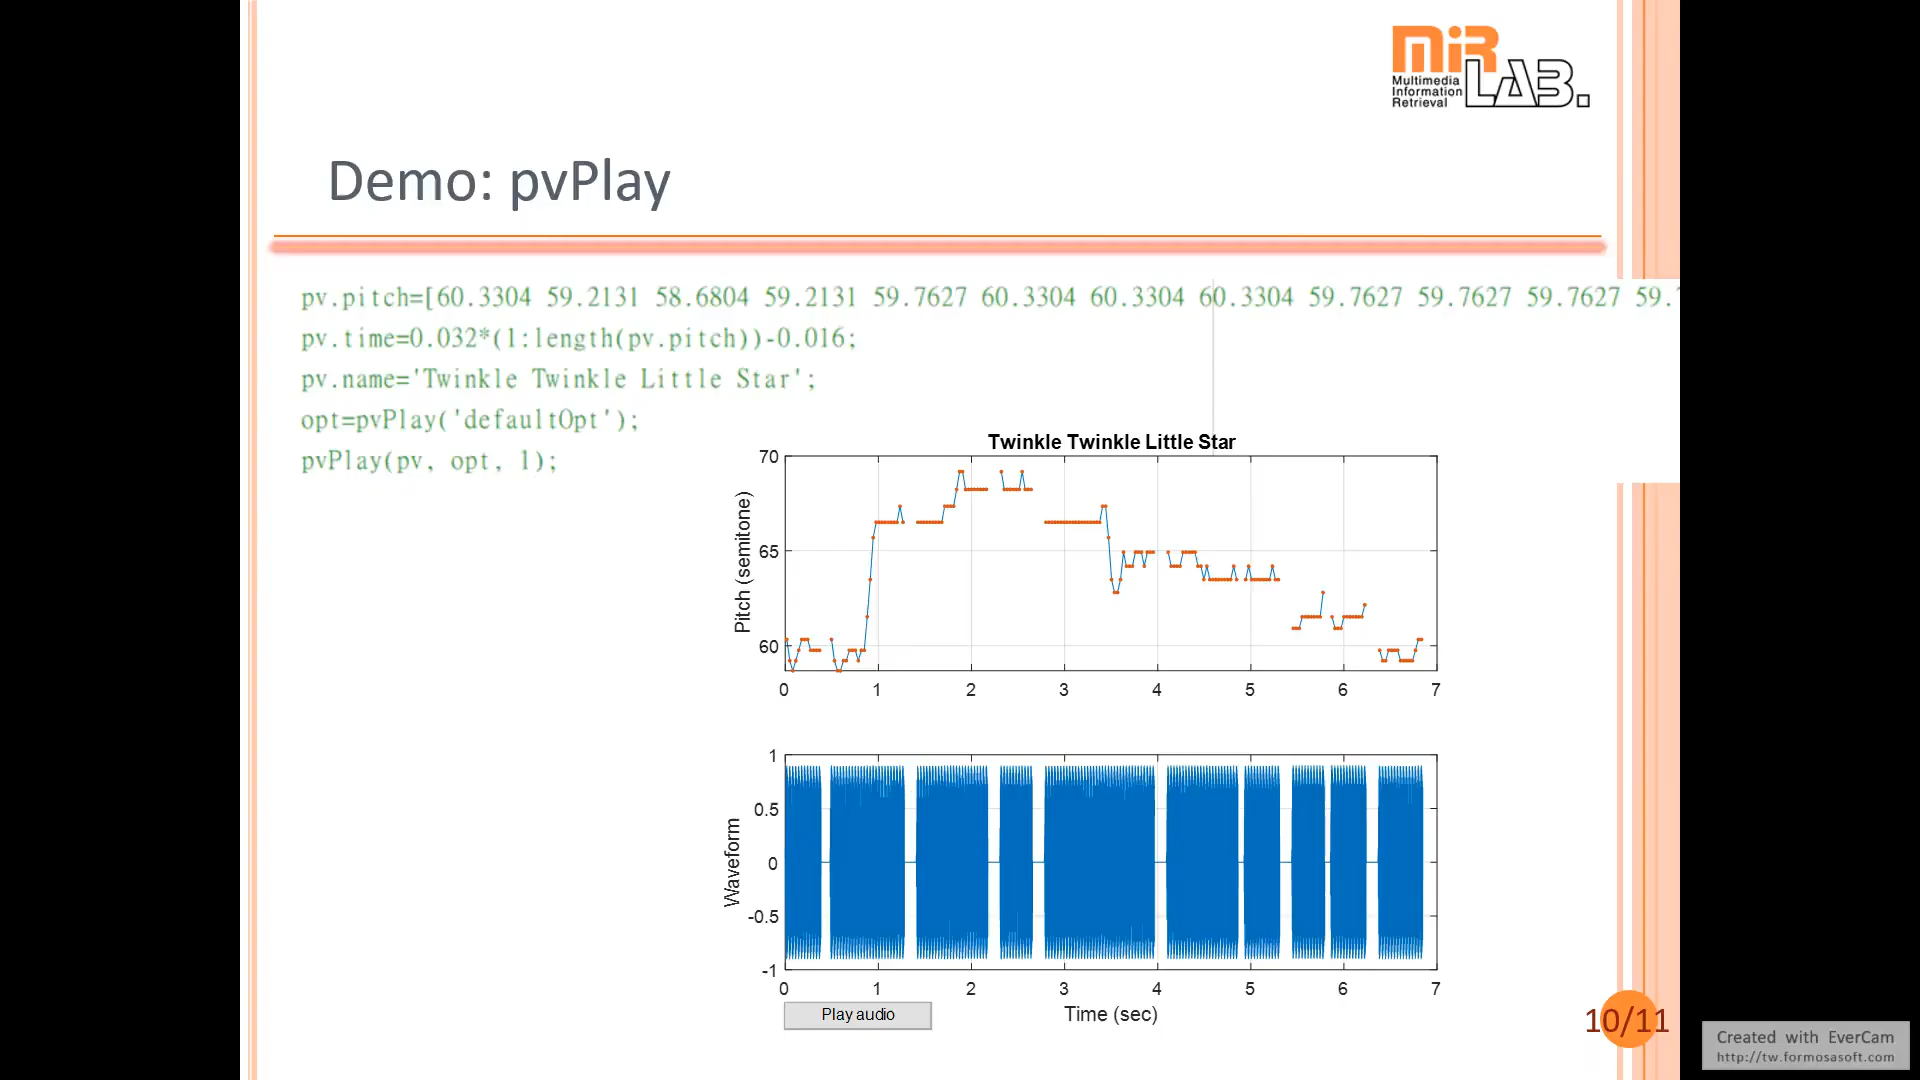 MiR
Multimedia
Information
Retrieval
LAB.
Demo: pvPlay
pv.pitch=[60.3304 59.2131 58.6804 59.2131 59.7627 60.3304 60.3304 60.3304 59.7627 59.7627 59.7627 59.
pv.time=0.032*(1:length(pv.pitch))-0.016;
pv.name='Twinkle Twinkle Little Star';
opt=pvPlay('defaultOpt');
pvPlay(pv, opt, 1);
Twinkle Twinkle Little Star
70
65
60
Pitch (semitone)
0 1 2 3 4 5 6 7
1
0.5
0
-0.5
-1
Waveform
0 1 2 3 4 5 6 7
Time (sec)
Play audio
10/11
Created with EverCam
http://tw.formosasoft.com